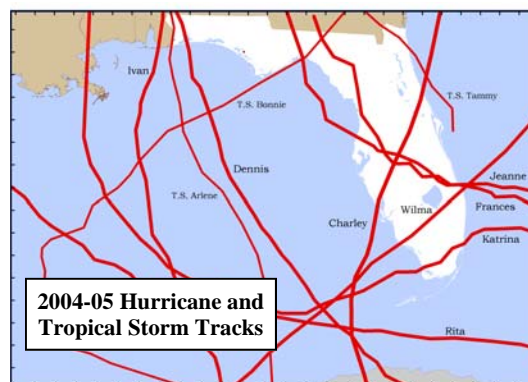 Ivan
T.S. Bonnie
T.S. Tammy
Dennis
T.S. Arlene
Jeanne
Wilma
Frances
Charley
Katrina
2004-05 Hurricane and
Tropical Storm Tracks
Rita